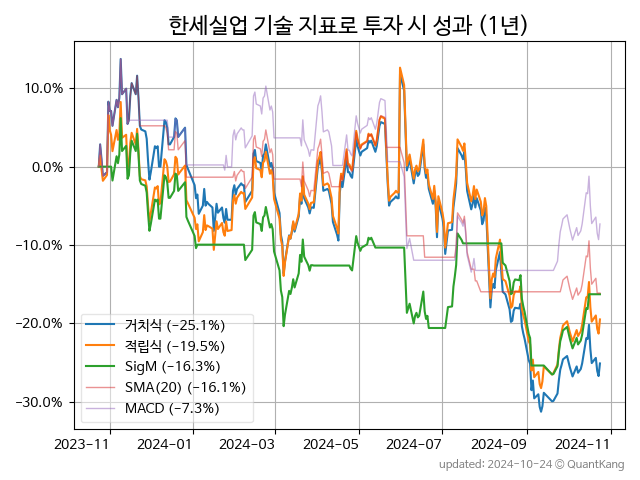 한세실업 기술 지표로 투자 시 성과 (1년)
10.0%
0.0%
−10.0%
−20.0%
−30.0%
거치식 (−25.1%)
적립식 (−19.5%)
SigM (−16.3%)
SMA(20) (−16.1%)
MACD (−7.3%)
2023-11 2024-01 2024-03 2024-05 2024-07 2024-09 2024-11
updated: 2024-10-24 © QuantKang